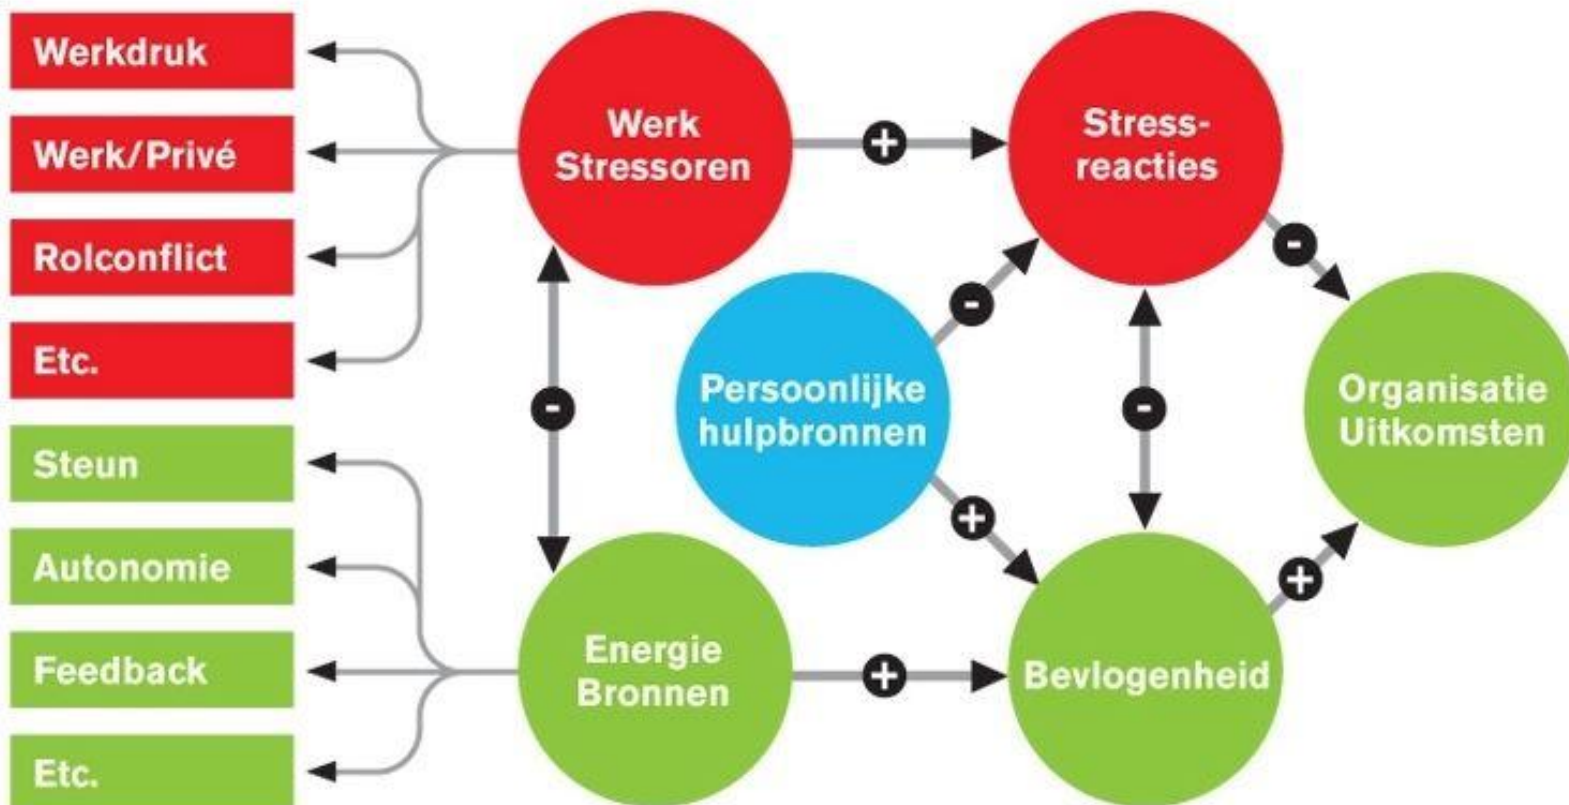 Werkdruk
Werk/Privé
Rolconflict
Etc.
Steun
Autonomie
Feedback
Etc.
Werk
Stressoren
+
Stress-
reacties
-
-
-
Persoonlijke
hulpbronnen
-
Organisatie
Uitkomsten
+
+
Energie
Bronnen
+
Bevlogenheid